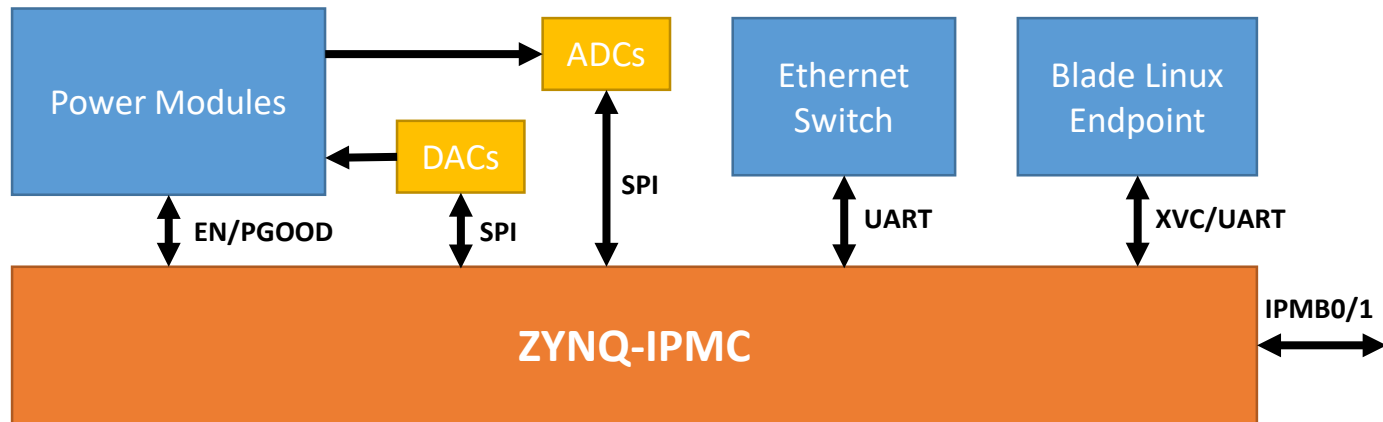 Power Modules
ADCs
DACs
Ethernet
Switch
Blade Linux
Endpoint
EN/PGOOD
SPI
SPI
UART
XVC/UART
ZYNQ-IPMC
IPMB0/1